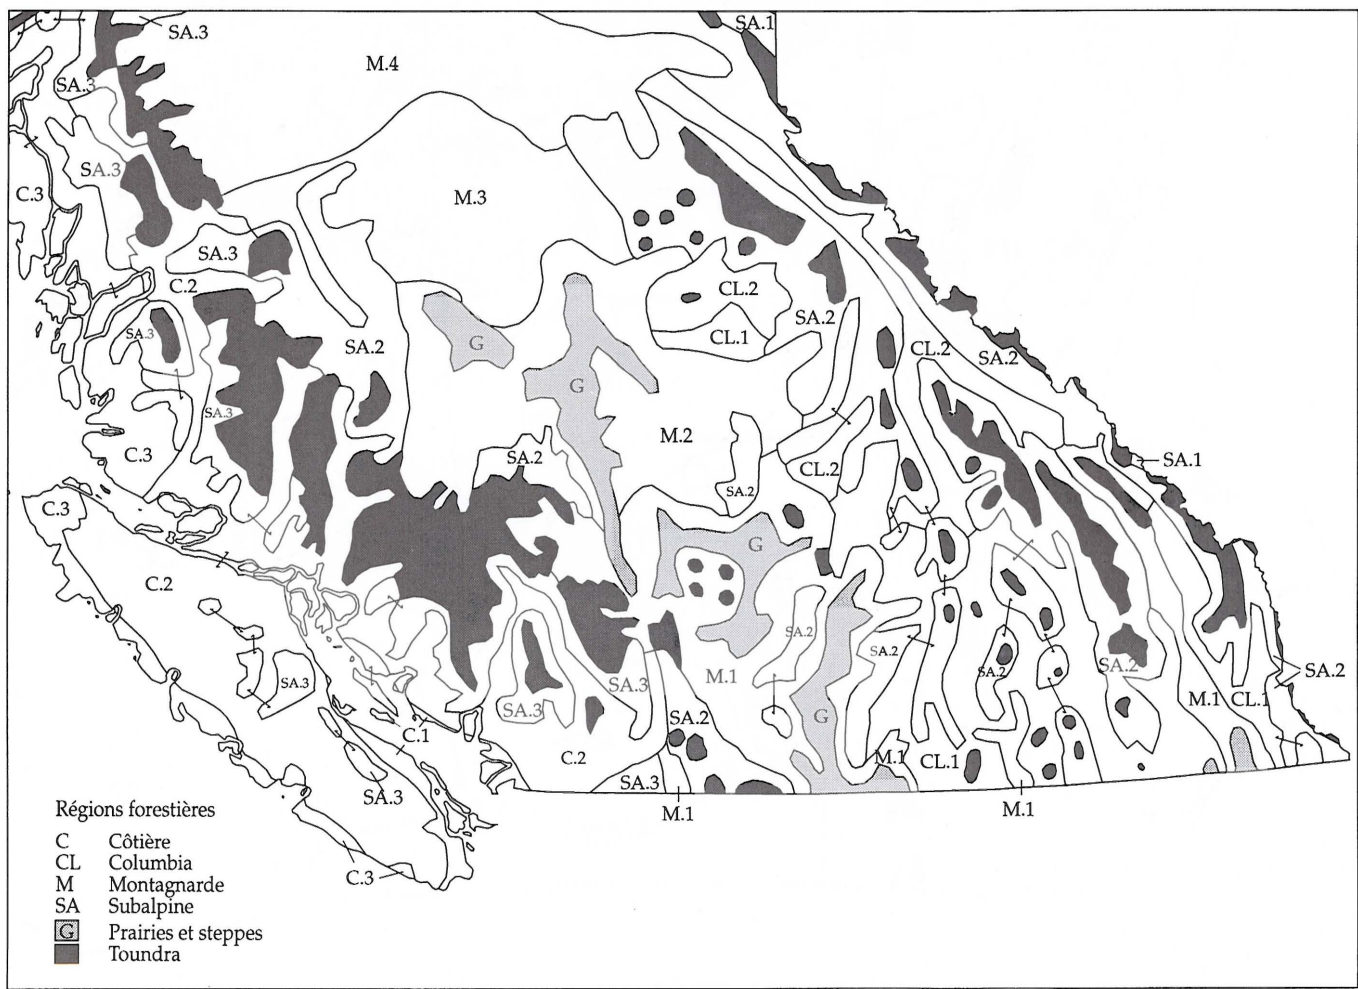 SA.3
SA.1
M.4
SA.3
SA.3
C.3
M.3
SA.3
C.2
CL.2
SA.3
SA.2
G
CL.1
SA.2
CL.2
SA.2
G
SA.3
M.2
C.3
SA.2
CL.2
SA.1
SA.2
C.3
G
C.2
SA.2
SA.2
SA.2
SA.2
SA.2
M.1
SA.3
SA.3
M.1
CL.1
SA.3
SA.2
G
C.1
C.2
M.1
CL.1
SA.3
SA.3
M.1
M.1
C.3
Régions forestières
C Côtière
CL Columbia
M Montagnarde
SA Subalpine
G Prairies et steppes
Toundra